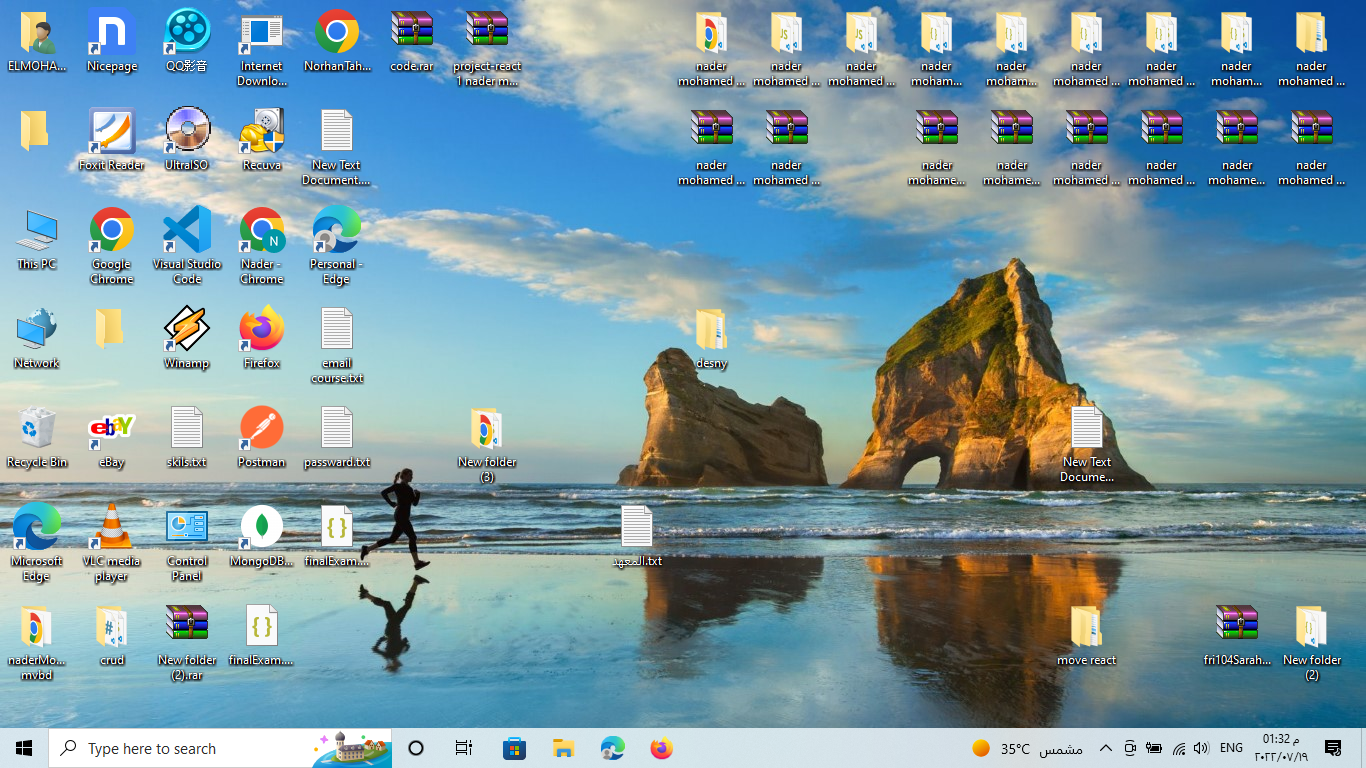 ELMOHA...
Nicepage
QQ影音
Internet
Downlo...
NorhanTah...
code.rar
project-react
1 nader m...
nader
mohamed ...
nader
mohamed ...
nader
mohamed ...
nader
moham...
nader
moham...
nader
mohamed ...
nader
mohamed ...
nader
moham...
nader
mohamed ...
Foxit Reader
UltraISO
Recuva
New Text
Document....
nader
mohamed ...
nader
mohamed ...
nader
mohame...
nader
mohame...
nader
mohamed ...
nader
mohamed ...
nader
mohame...
nader
mohamed ...
This PC
Google
Chrome
Visual Studio
Code
N
Nader -
Chrome
Personal -
Edge
Network
Winamp
Firefox
email
course.txt
desny
Recycle Bin
ebay
eBay
skils.txt
Postman
passward.txt
New folder
(3)
New Text
Docume...
Microsoft
Edge
VLC media
player
Control
Panel
MongoDB...
finalExam....
المعهد.txt
naderMo...
mvbd
crud
New folder
(2).rar
finalExam....
move react
fri104Sarah...
New folder
(2)
Type here to search
35°C مشمس
ENG
01:32 م
٢٠٢٢/٠٧/١٩